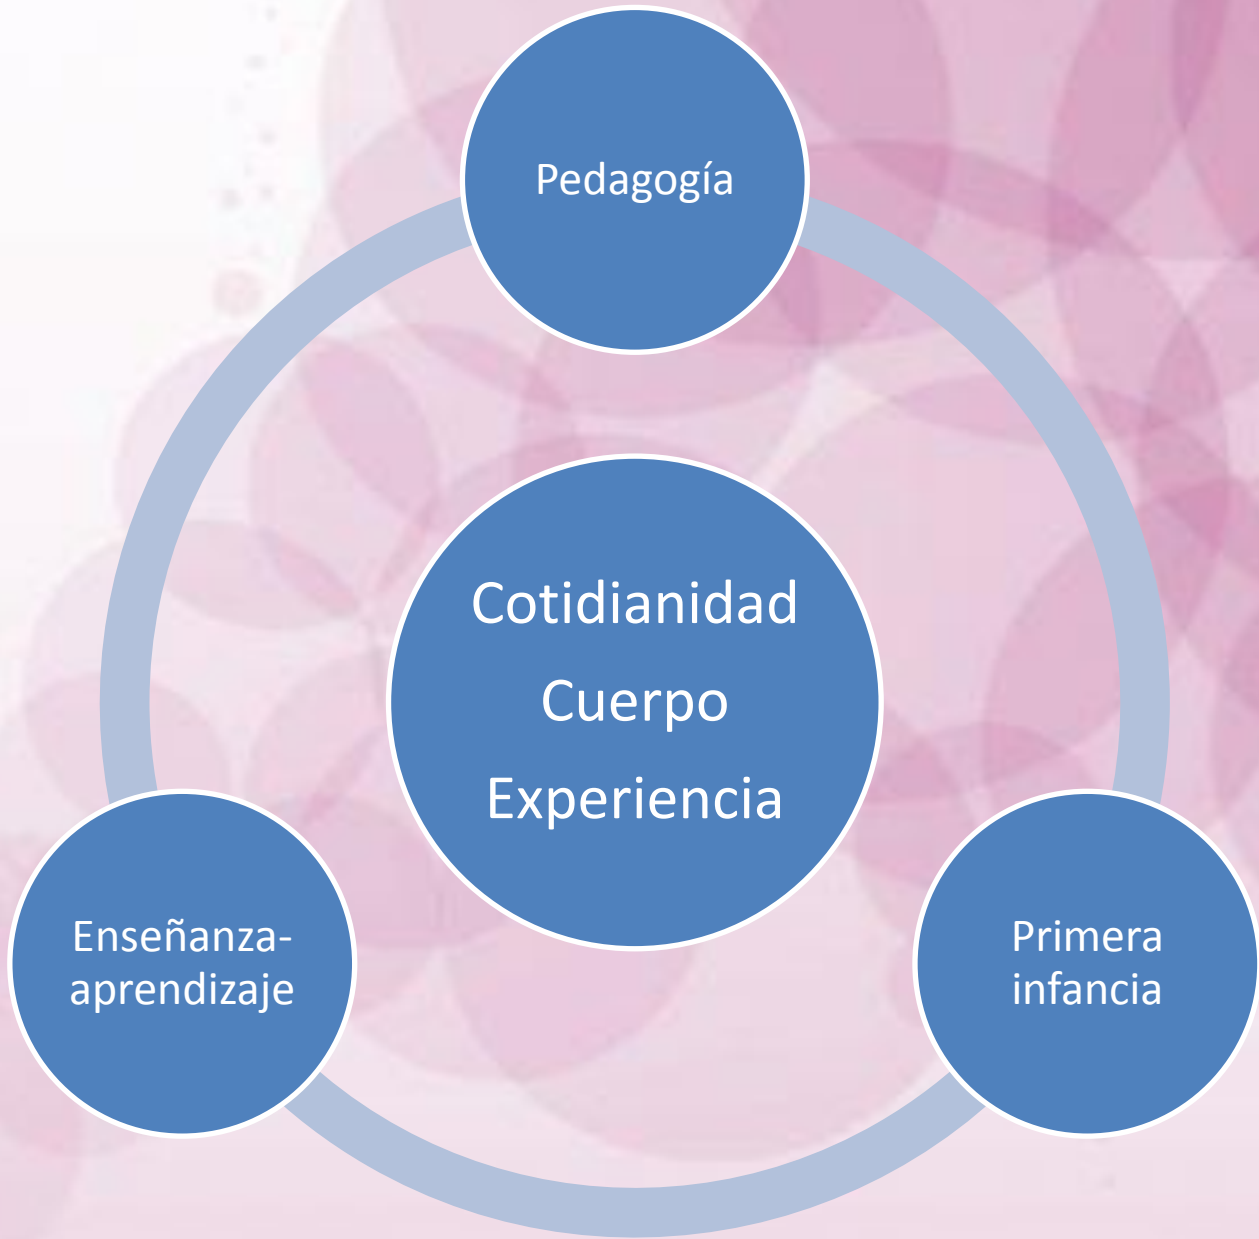 Pedagogía
Cotidianidad
Cuerpo
Experiencia
Enseñanza-
aprendizaje
Primera
infancia